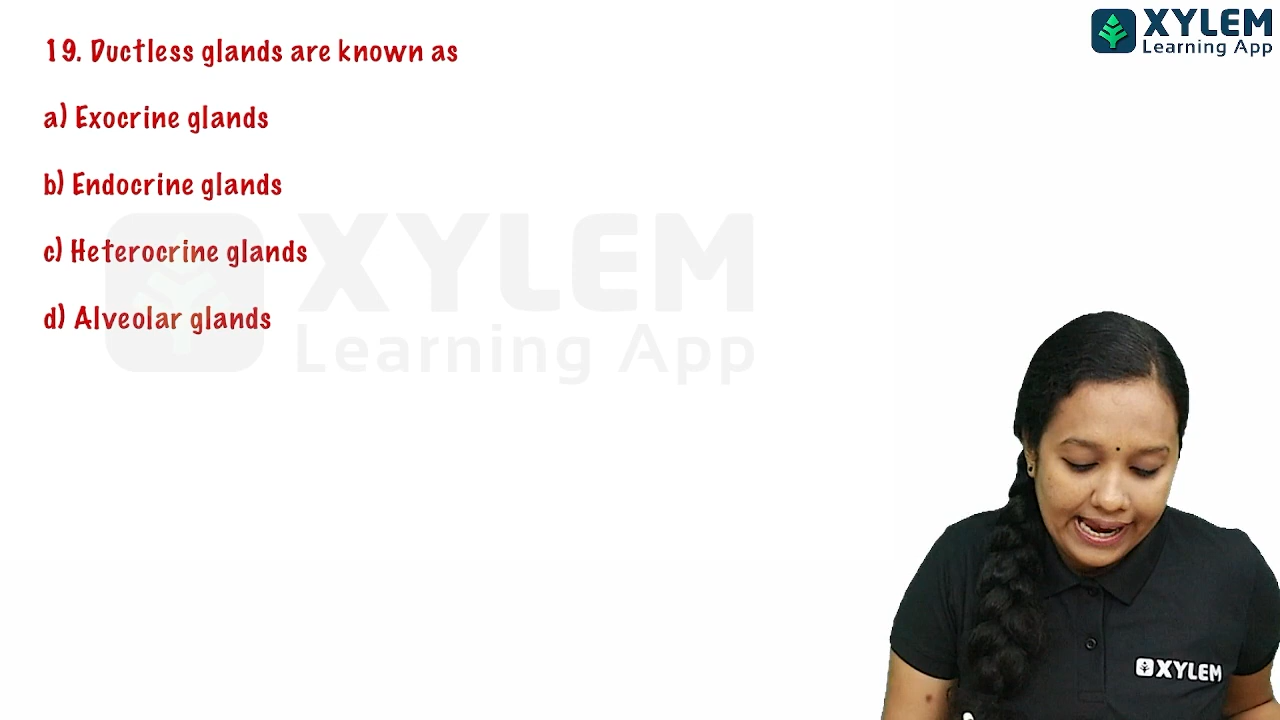 XYLEM
Learning App
19. Ductless glands are known as
a) Exocrine glands
b) Endocrine glands
c) Heterocrine glands
d) Alveolar glands
XYLEM
Learning App
XYLEM